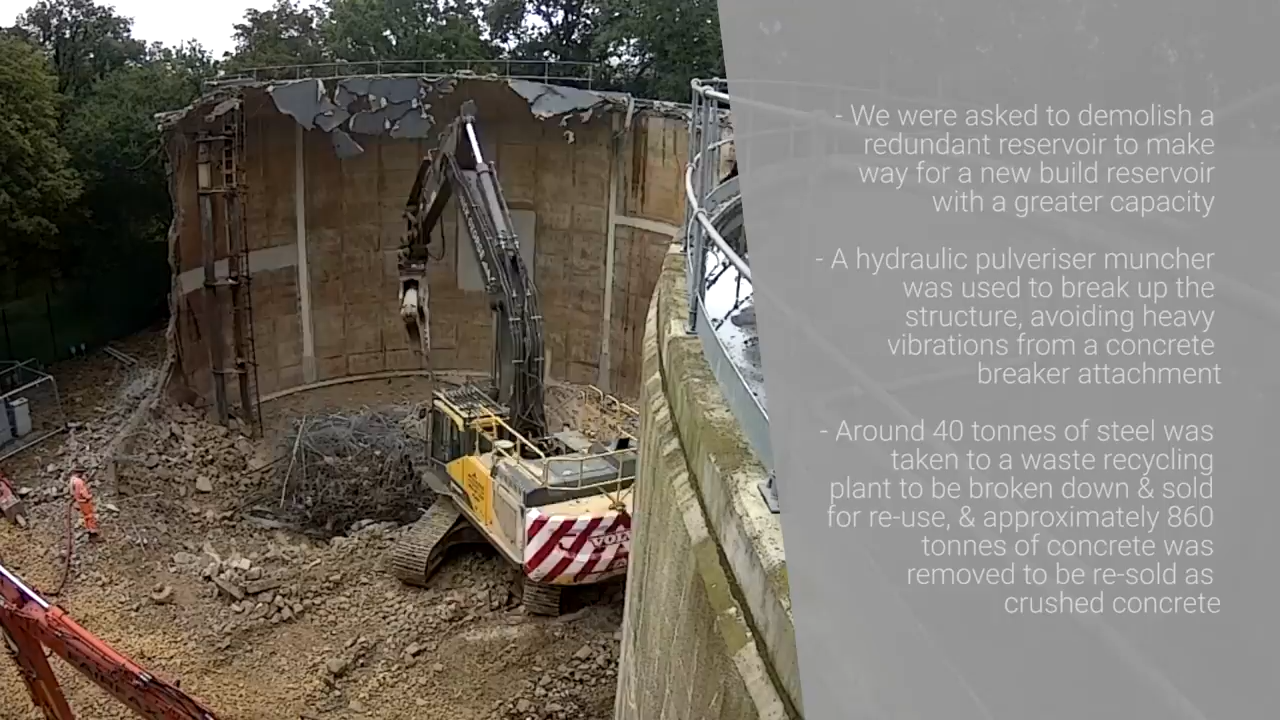 - We were asked to demolish a
redundant reservoir to make
way for a new build reservoir
with a greater capacity
- A hydraulic pulveriser muncher
was used to break up the
structure, avoiding heavy
vibrations from a concrete
breaker attachment
- Around 40 tonnes of steel was
taken to a waste recycling
plant to be broken down & sold
for re-use, & approximately 860
tonnes of concrete was
removed to be re-sold as
crushed concrete
VOLV